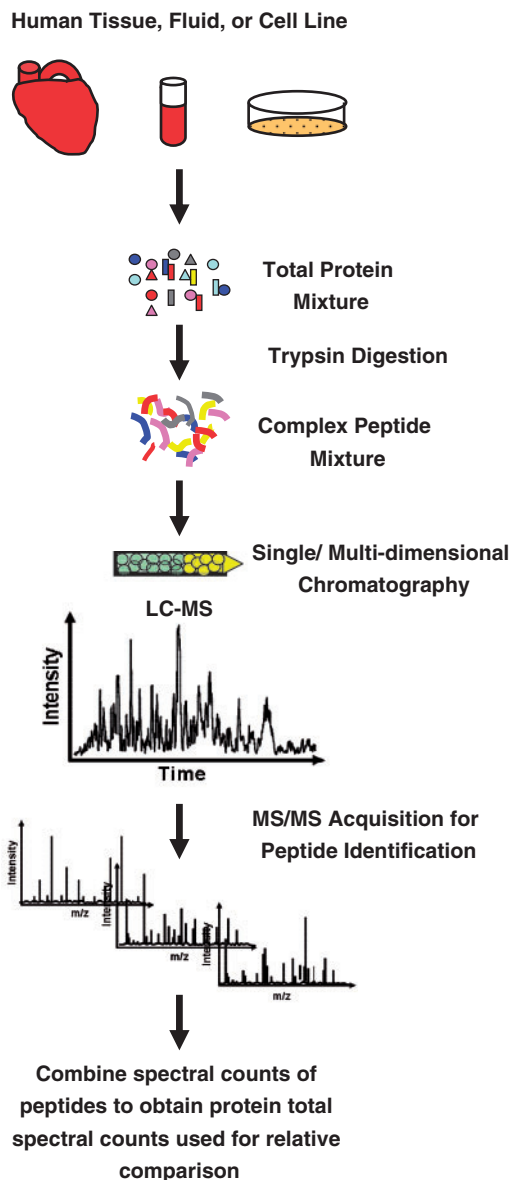 Human Tissue, Fluid, or Cell Line
Total Protein
Mixture
Trypsin Digestion
Complex Peptide
Mixture
Single/ Multi-dimensional
Chromatography
LC-MS
Intensity
Time
MS/MS Acquisition for
Peptide Identification
Intensity
m/z
Intensity
m/z
Intensity
m/z
Combine spectral counts of
peptides to obtain protein total
spectral counts used for relative
comparison